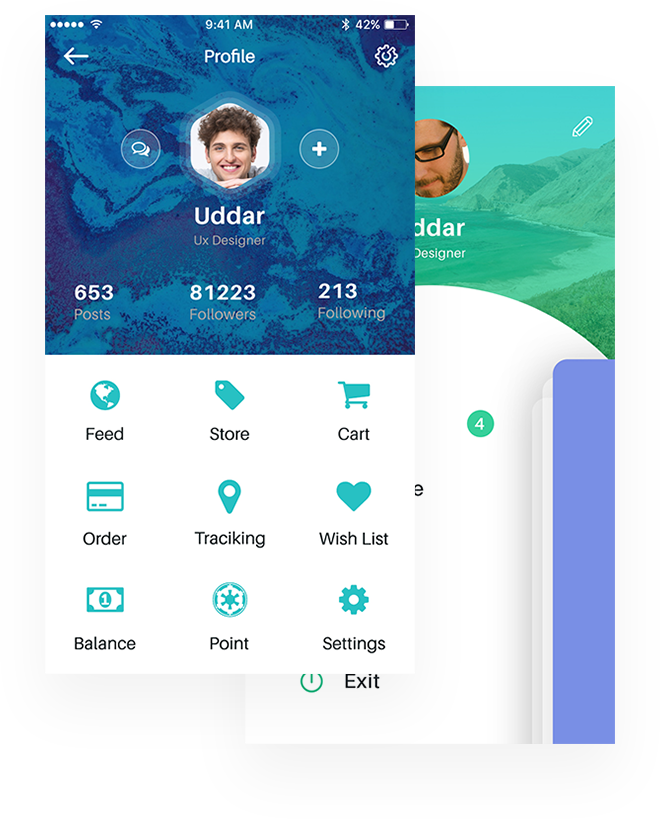 9:41 AM 42%
Profile
Uddar
Ux Designer
653 81223 213
Posts Followers Following
Feed Store Cart
Order Traciking Wish List
Balance Point Settings
ddar
Designer
4
e
Exit